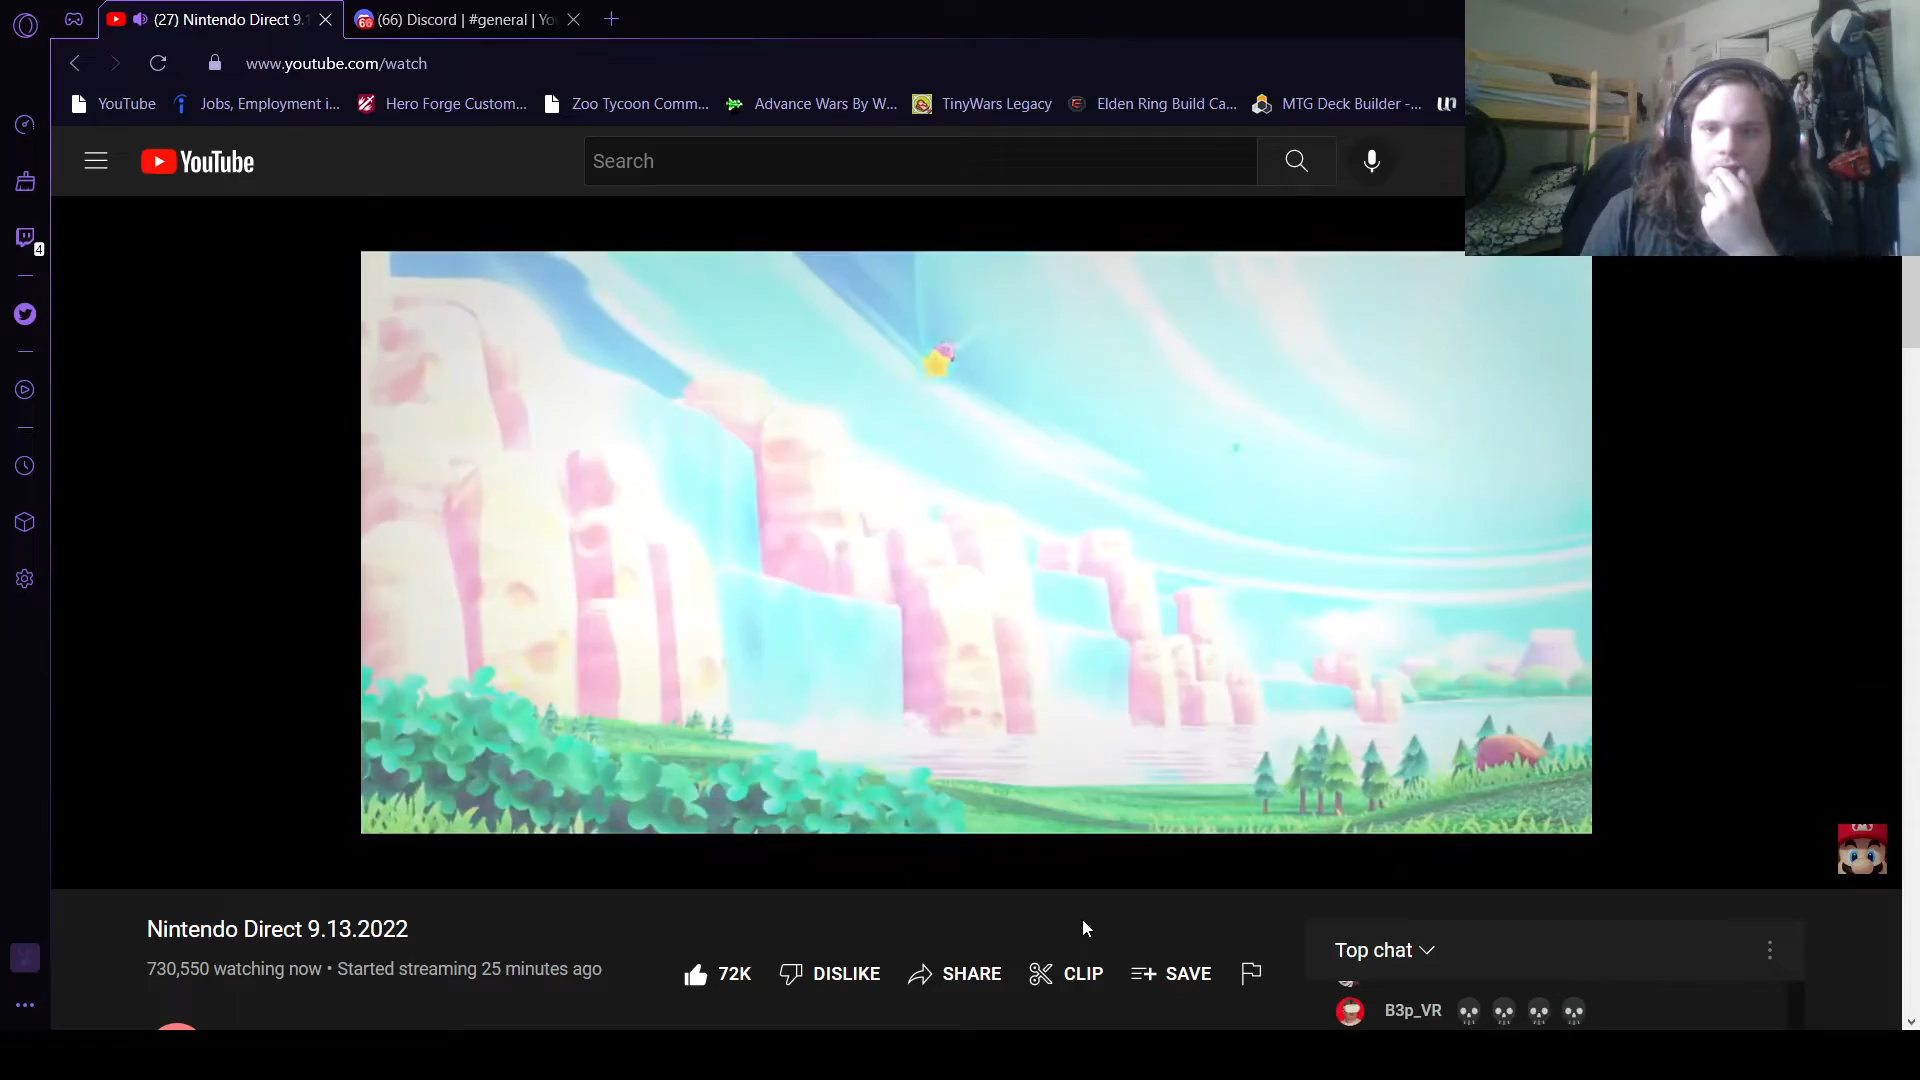 (27) Nintendo Direct 9.1
(66) Discord | #general | Yo
www.youtube.com/watch
YouTube
Jobs, Employment i...
Hero Forge Custom...
Zoo Tycoon Comm...
Advance Wars By W...
TinyWars Legacy
Elden Ring Build Ca...
MTG Deck Builder -...
YouTube
Search
4
Nintendo Direct 9.13.2022
730,550 watching now • Started streaming 25 minutes ago
72K
DISLIKE
SHARE
CLIP
SAVE
Top chat
B3p_VR